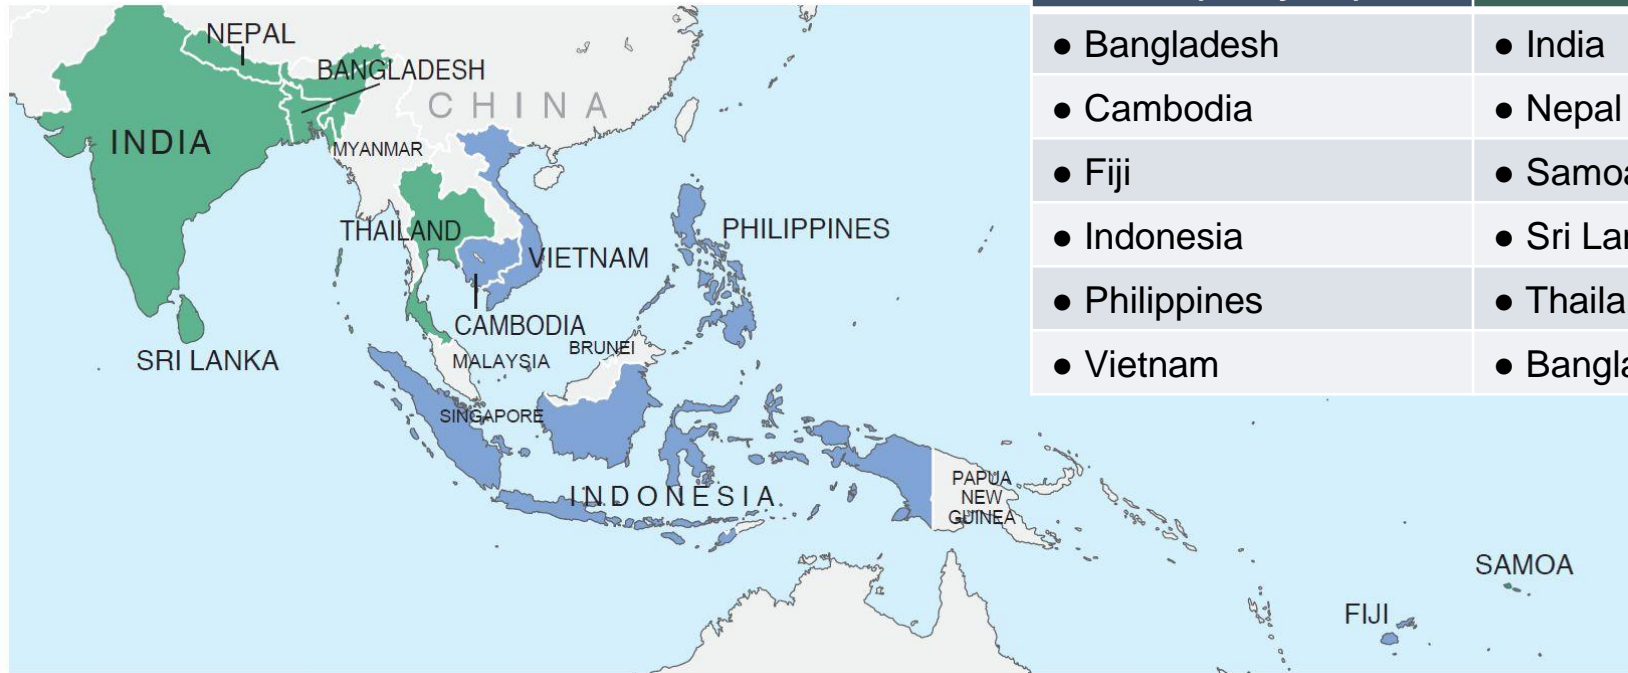 ● Bangladesh
● India
● Cambodia
● Nepal
● Fiji
● Indonesia
● Philippines
● Vietnam
NEPAL
BANGLADESH
CHINA
INDIA
MYANMAR
THAILAND
PHILIPPINES
VIETNAM
CAMBODIA
SRI LANKA
MALAYSIA
BRUNEI
SINGAPORE
INDONESIA
PAPUA
NEW
GUINEA
SAMOA
FIJI